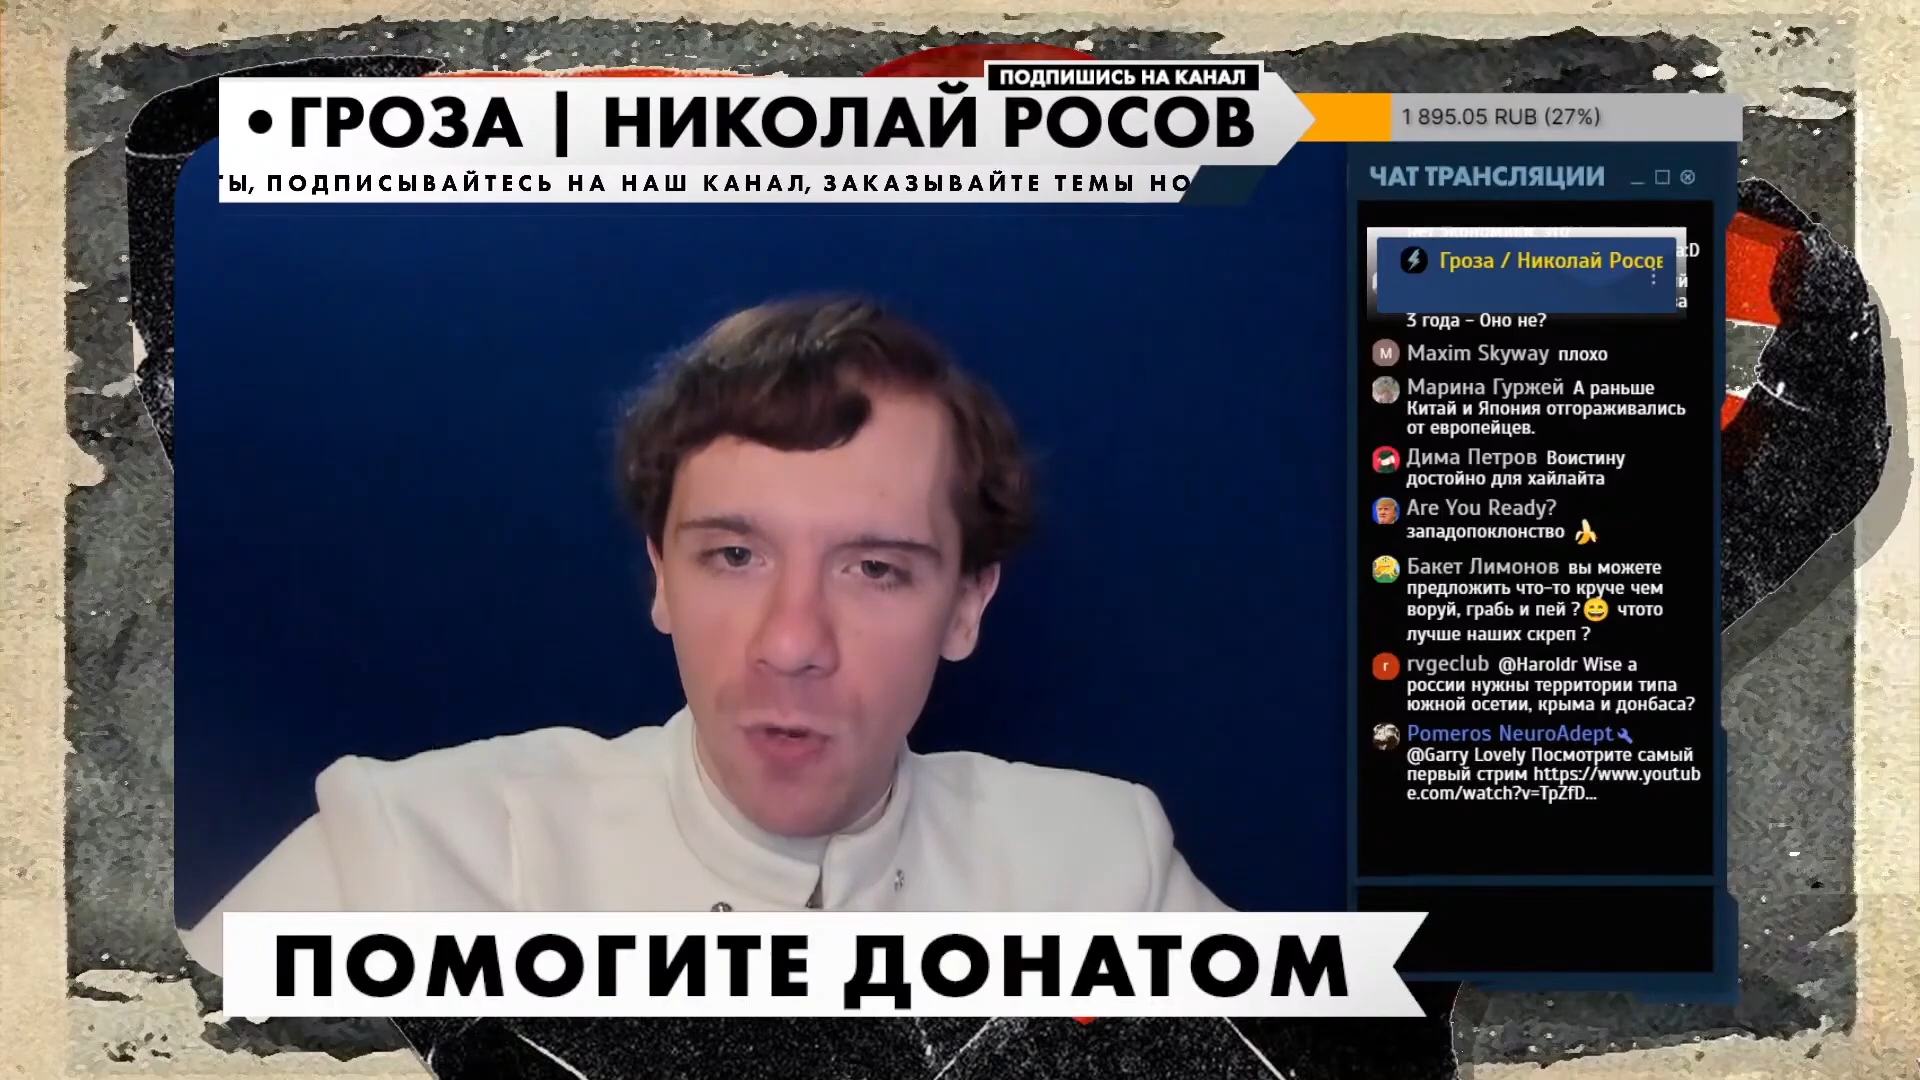 ПОДПИШИСЬ НА КАНАЛ
• ГРОЗА | НИКОЛАЙ РОСОВ
ПОДПИСЫВАЙТЕСЬ НА НАШ КАНАЛ, ЗАКАЗЫВАЙТЕ ТЕМЫ
1 895.05 RUB (27%)
ЧАТ ТРАНСЛЯЦИИ
Гроза / Николай Росов
3 года - Оно не?
M Maxim Skyway плохо
Марина Гуржей А раньше
Китай и Япония отгораживались
от европейцев.
Дима Петров Воистину
достойно для хайлайта
Are You Ready?
западопоклонство 🍌
Бакет Лимонов вы можете
предложить что-то круче чем
воруй, грабь и пей ?😄 чтото
лучше наших скреп ?
r rvgeclub @Haroldr Wise а
россии нужны территории типа
южной осетии, крыма и донбаса?
Pomeros NeuroAdept
@Garry Lovely Посмотрите самый
первый стрим https://www.youtub
e.com/watch?v=TpZfD...
ПОМОГИТЕ ДОНАТОМ